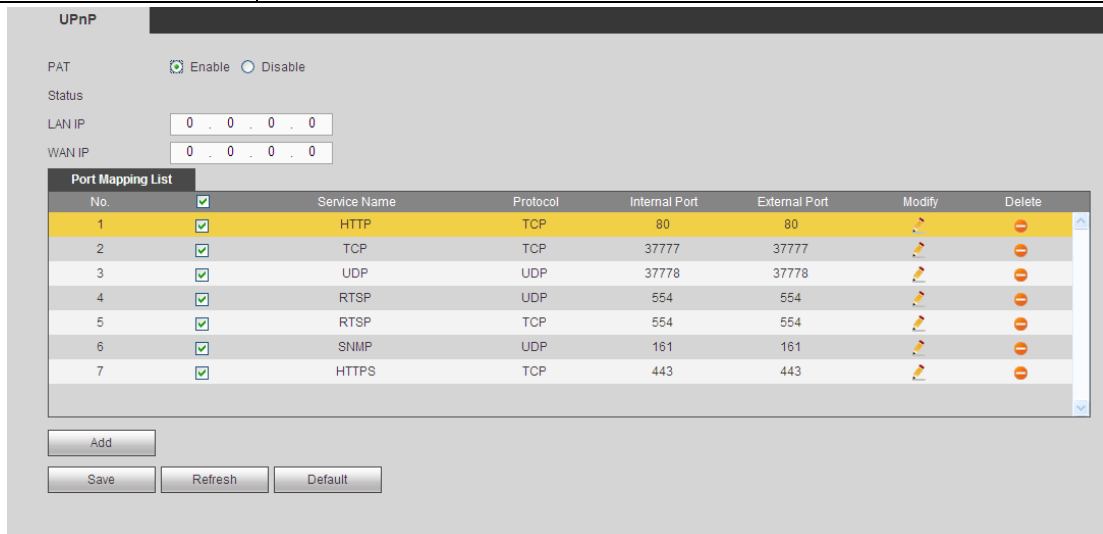 UPnP
PAT Enable Disable
Status
LAN IP 0 . 0 . 0 . 0
WAN IP 0 . 0 . 0 . 0
Port Mapping List
No. Service Name Protocol Internal Port External Port Modify Delete
1 HTTP TCP 80 80
2 TCP TCP 37777 37777
3 UDP UDP 37778 37778
4 RTSP UDP 554 554
5 RTSP TCP 554 554
6 SNMP UDP 161 161
7 HTTPS TCP 443 443
Add
Save Refresh Default